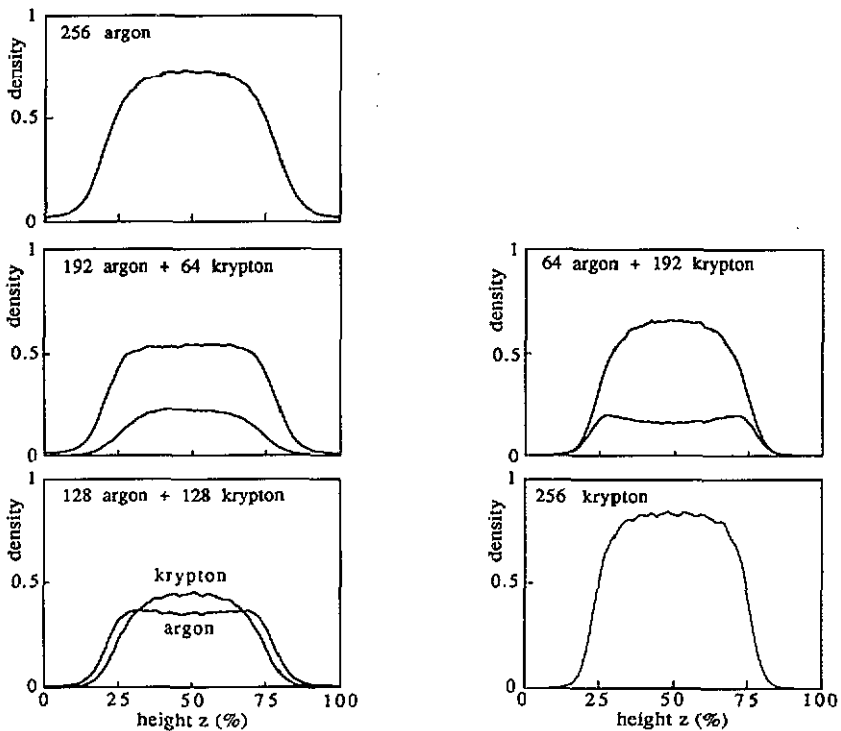 1
256 argon
density
0.5
0
1
192 argon + 64 krypton
density
0.5
0
1
128 argon + 128 krypton
density
0.5
krypton
argon
0
0 25 50 75 100
height z (%)
1
64 argon + 192 krypton
density
0.5
0
1
256 krypton
density
0.5
0
0 25 50 75 100
height z (%)